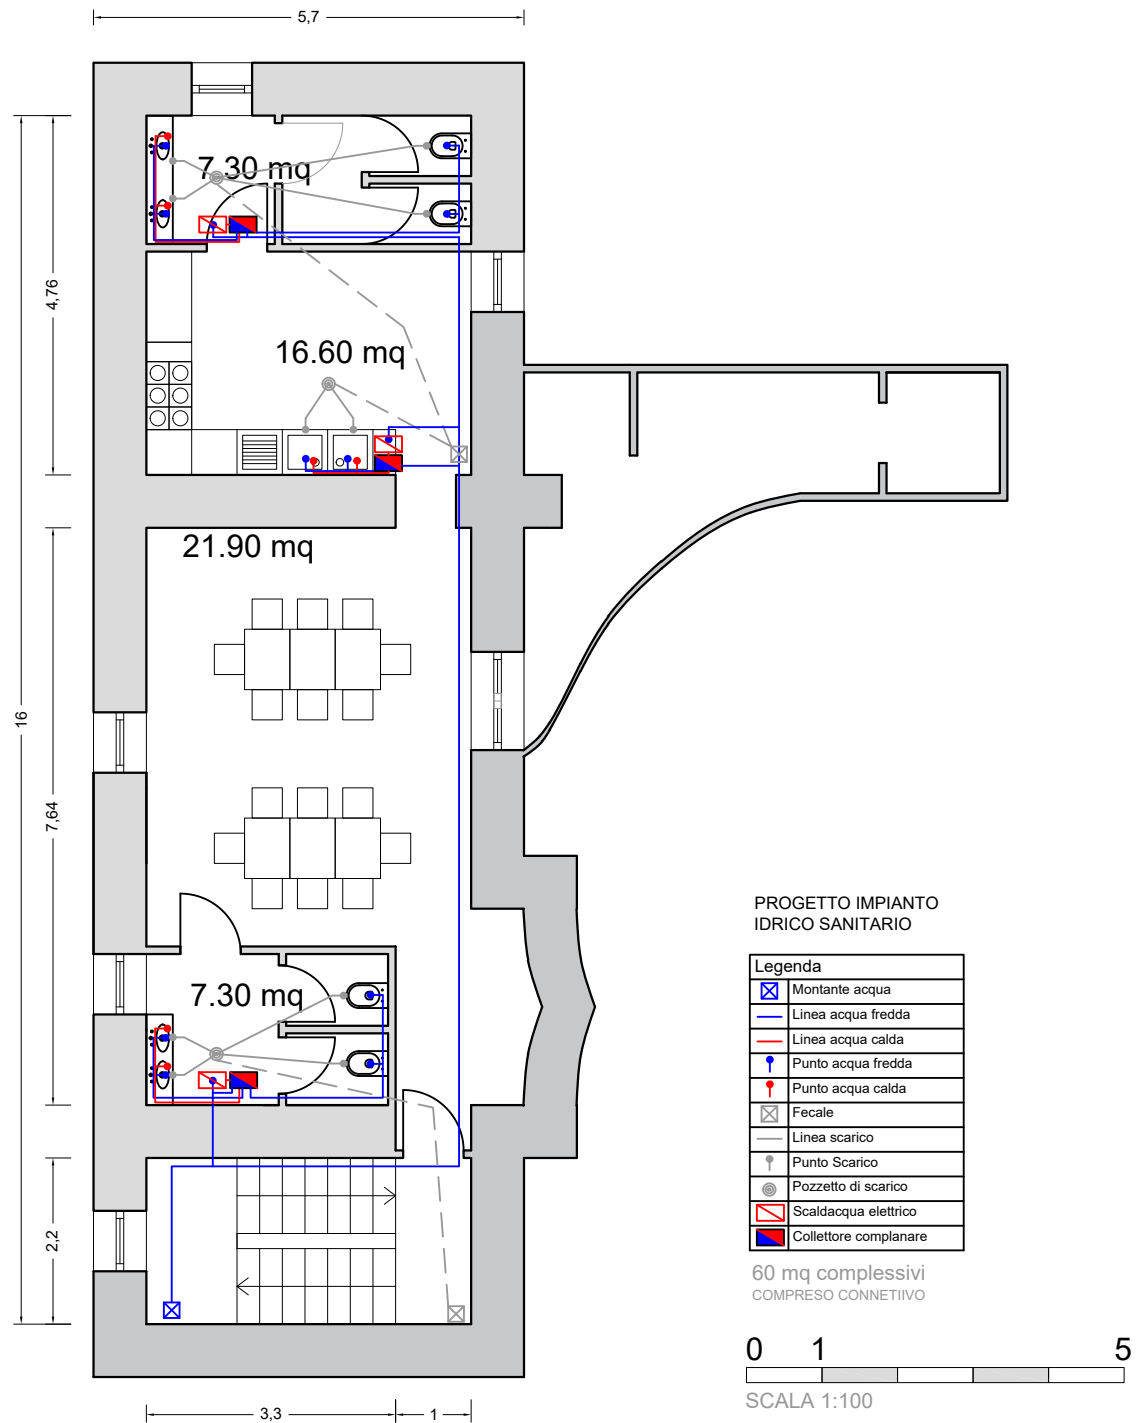 5,7
7.30 mq
4,76
16.60 mq
21.90 mq
16
7,64
7.30 mq
2,2
3,3
1
PROGETTO IMPIANTO
IDRICO SANITARIO
Legenda
Montante acqua
Linea acqua fredda
Linea acqua calda
Punto acqua fredda
Punto acqua calda
Fecale
Linea scarico
Punto Scarico
Pozzetto di scarico
Scaldacqua elettrico
Collettore complanare
60 mq complessivi
COMPRESO CONNETIIVO
0 1 5
SCALA 1:100